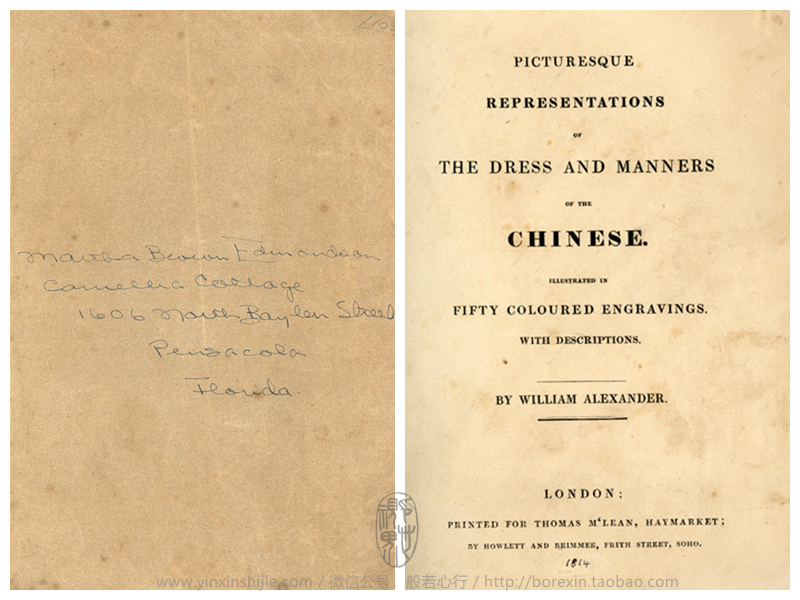 Martha Brown Edmondson
Camellia Cottage
1606 North Baylen Street
Pensacola
Florida.
PICTURESQUE
REPRESENTATIONS
OF
THE DRESS AND MANNERS
OF THE
CHINESE.
ILLUSTRATED IN
FIFTY COLOURED ENGRAVINGS.
WITH DESCRIPTIONS.
BY WILLIAM ALEXANDER.
LONDON:
PRINTED FOR THOMAS M‘LEAN, HAYMARKET;
BY HOWLETT AND BRIMMER, FRITH STREET, SOHO.
1814
www.yinxinshijie.com / 微信公号：般若心行 / http://borexin.taobao.com